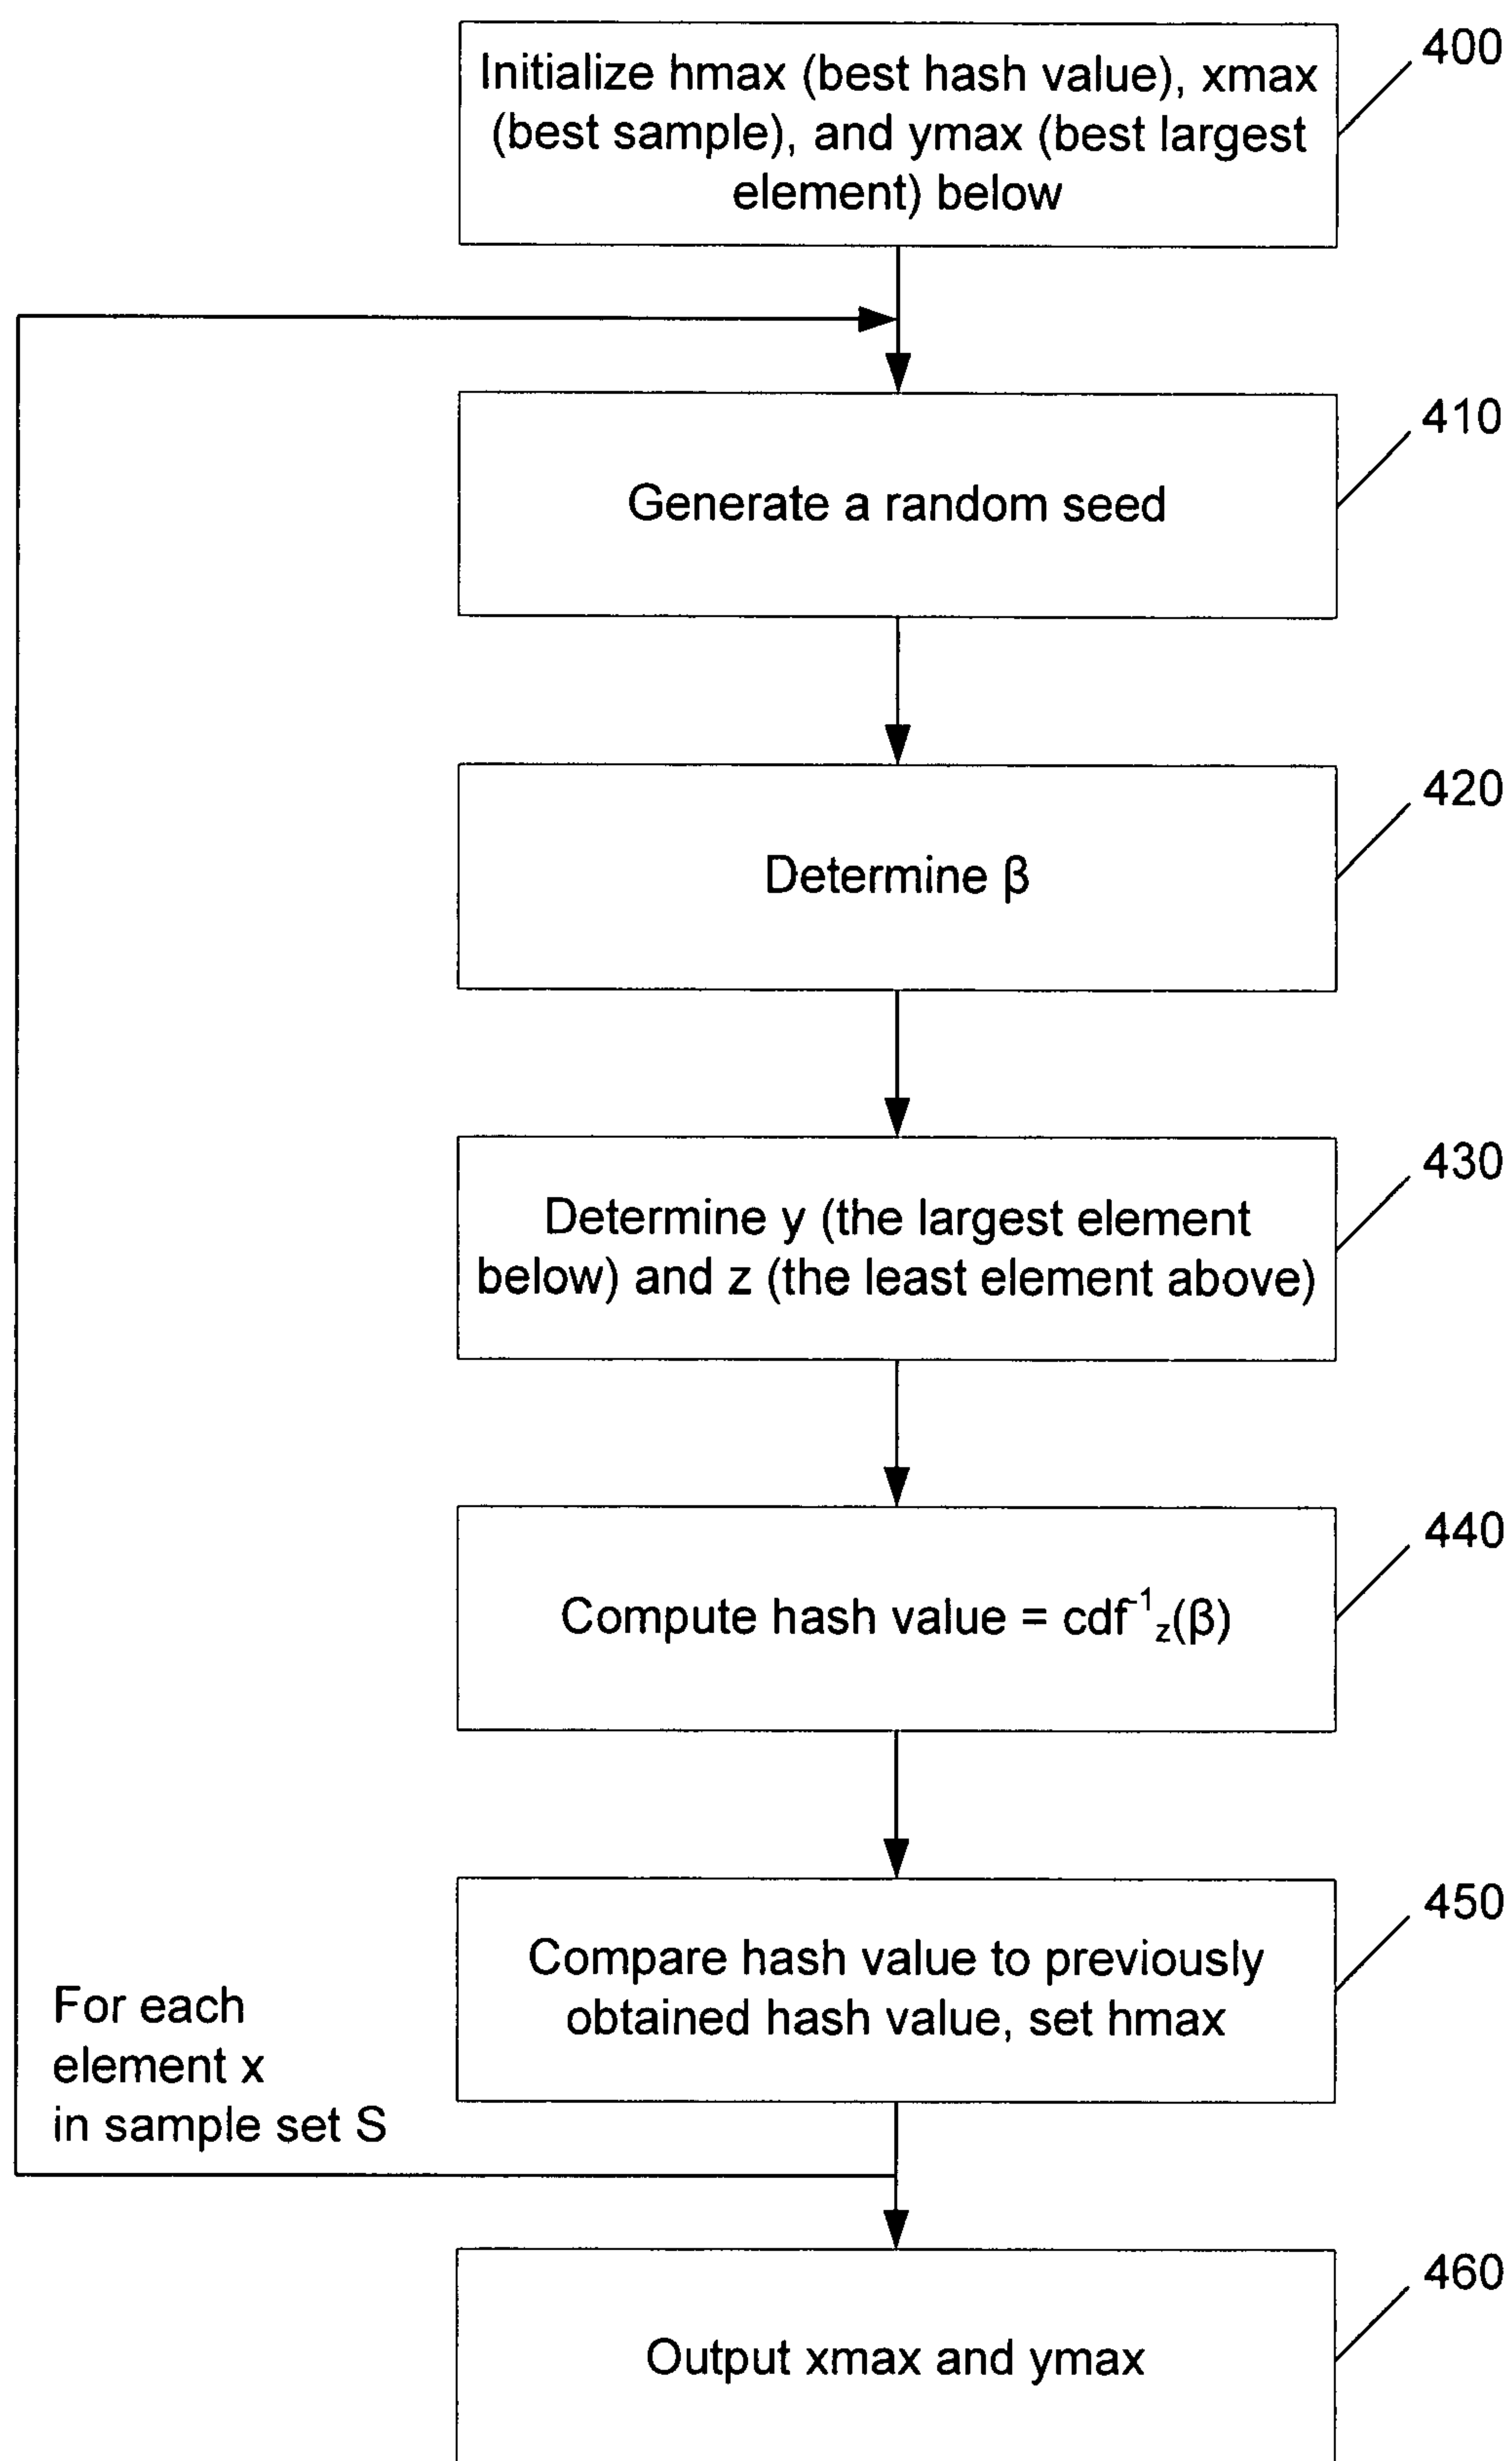 Initialize hmax (best hash value), xmax
(best sample), and ymax (best largest
element) below
400
Generate a random seed
410
Determine β
420
Determine y (the largest element
below) and z (the least element above)
430
Compute hash value = cdf⁻¹z(β)
440
Compare hash value to previously
obtained hash value, set hmax
450
For each
element x
in sample set S
Output xmax and ymax
460